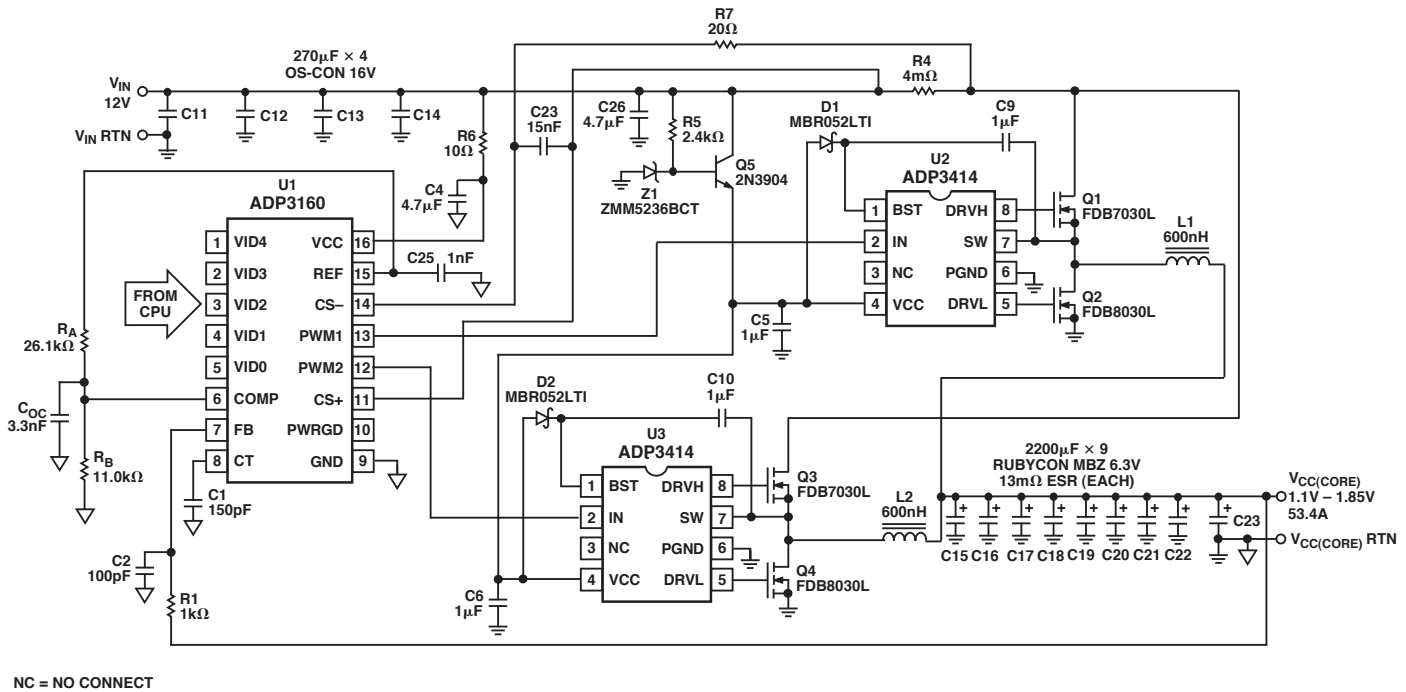 R7
20Ω
270μF × 4
OS-CON 16V
R4
4mΩ
VIN
12V
VIN RTN
C11
C12
C13
C14
R6
10Ω
C23
15nF
C26
4.7μF
R5
2.4kΩ
D1
MBR052LTI
C9
1μF
Q5
2N3904
Z1
ZMM5236BCT
C4
4.7μF
U1
ADP3160
1 VID4
2 VID3
3 VID2
4 VID1
5 VID0
6 COMP
7 FB
8 CT
VCC 16
REF 15
CS– 14
PWM1 13
PWM2 12
CS+ 11
PWRGD 10
GND 9
FROM
CPU
C25
1nF
U2
ADP3414
1 BST
2 IN
3 NC
4 VCC
DRVH 8
SW 7
PGND 6
DRVL 5
Q1
FDB7030L
L1
600nH
Q2
FDB8030L
C5
1μF
RA
26.1kΩ
COC
3.3nF
RB
11.0kΩ
C1
150pF
C2
100pF
R1
1kΩ
D2
MBR052LTI
C10
1μF
U3
ADP3414
1 BST
2 IN
3 NC
4 VCC
DRVH 8
SW 7
PGND 6
DRVL 5
Q3
FDB7030L
L2
600nH
Q4
FDB8030L
C6
1μF
2200μF × 9
RUBYCON MBZ 6.3V
13mΩ ESR (EACH)
+ + + + + + + + +
C15 C16 C17 C18 C19 C20 C21 C22
C23
VCC(CORE)
1.1V – 1.85V
53.4A
VCC(CORE) RTN
NC = NO CONNECT